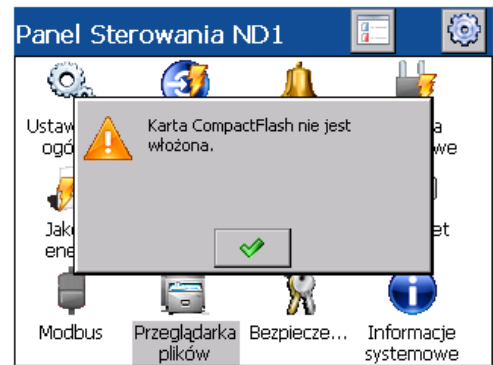 Panel Sterowania ND1
Karta CompactFlash nie jest
włożona.
Modbus
Przeglądarka
plików
Bezpiecze...
Informacje
systemowe